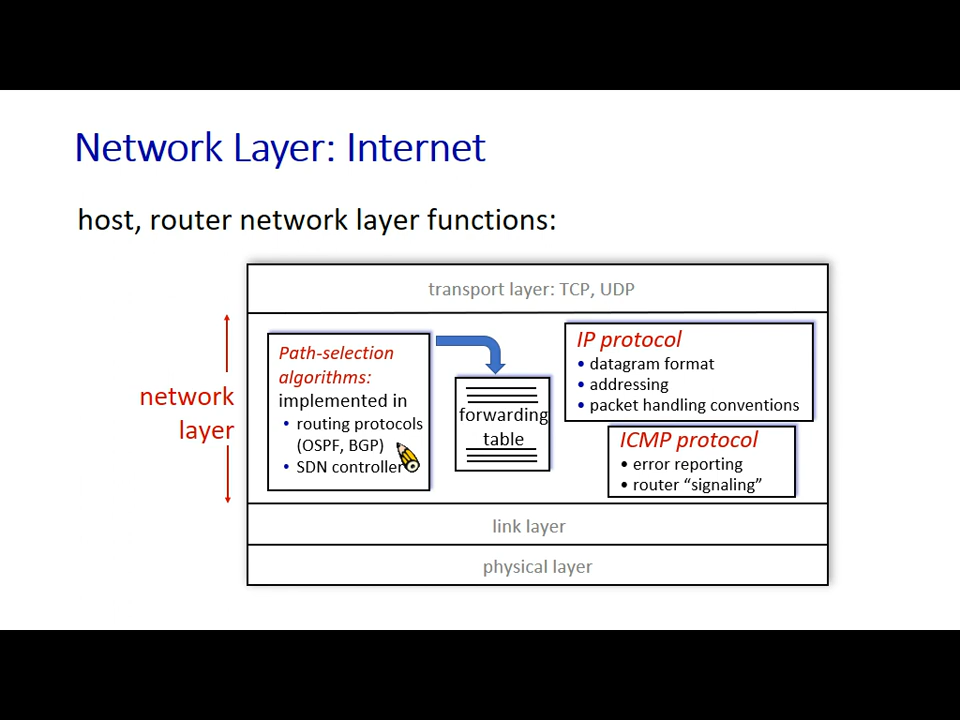 Network Layer: Internet
host, router network layer functions:
transport layer: TCP, UDP
network
layer
Path-selection
algorithms:
implemented in
• routing protocols
(OSPF, BGP)
• SDN controller
forwarding
table
IP protocol
• datagram format
• addressing
• packet handling conventions
ICMP protocol
• error reporting
• router “signaling”
link layer
physical layer